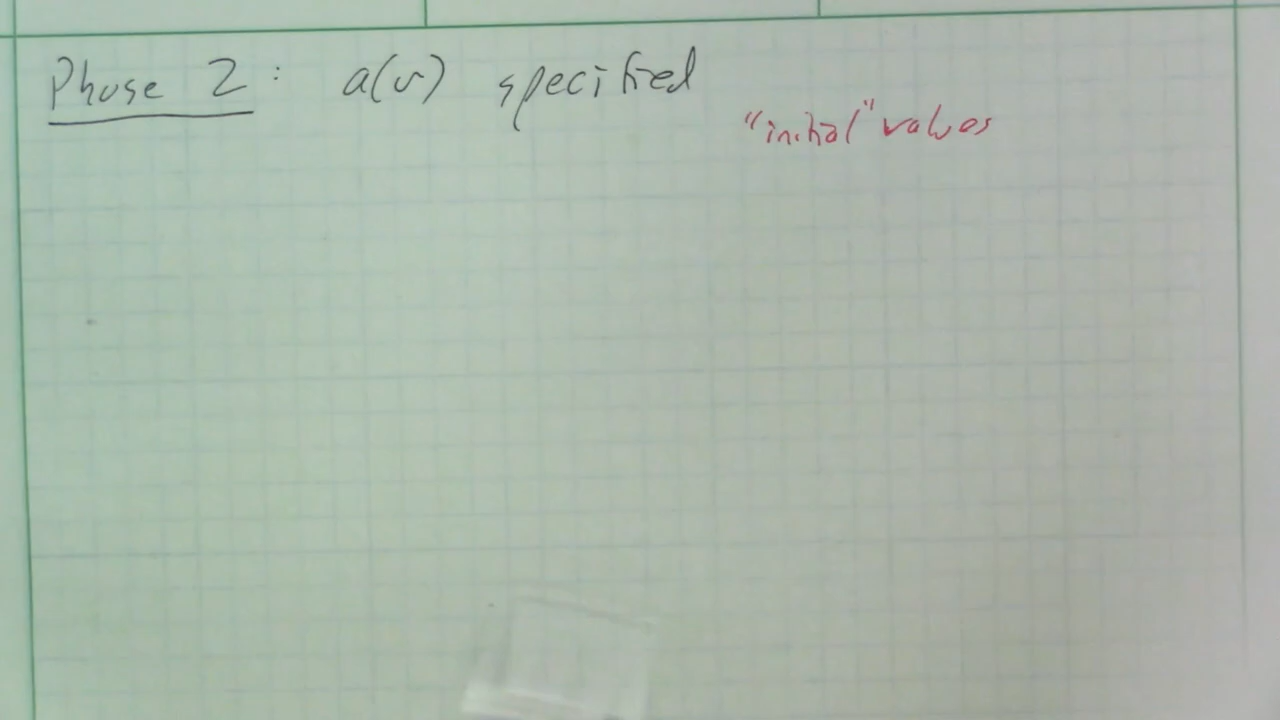 Phase 2: a(v) specified
"initial" values